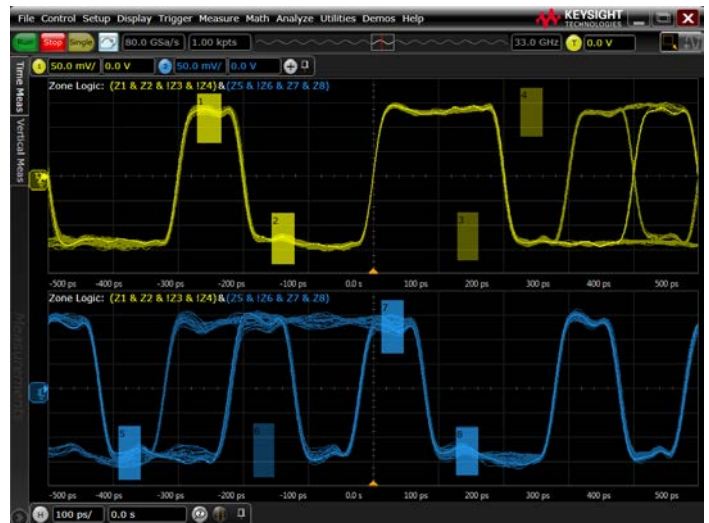 File Control Setup Display Trigger Measure Math Analyze Utilities Demos Help
KEYSIGHT
TECHNOLOGIES
Run Stop Single 80.0 GSa/s 1.00 kpts 33.0 GHz T 0.0 V
1 50.0 mV/ 0.0 V 2 50.0 mV/ 0.0 V
Time Meas
Vertical Meas
Zone Logic: (Z1 & Z2 & !Z3 & !Z4)&(Z5 & !Z6 & Z7 & Z8)
1
4
2
3
-500 ps -400 ps -300 ps -200 ps -100 ps 0.0 s 100 ps 200 ps 300 ps 400 ps 500 ps
Zone Logic: (Z1 & Z2 & !Z3 & !Z4)&(Z5 & !Z6 & Z7 & Z8)
7
5
6
8
-500 ps -400 ps -300 ps -200 ps -100 ps 0.0 s 100 ps 200 ps 300 ps 400 ps 500 ps
Measurements
H 100 ps/ 0.0 s